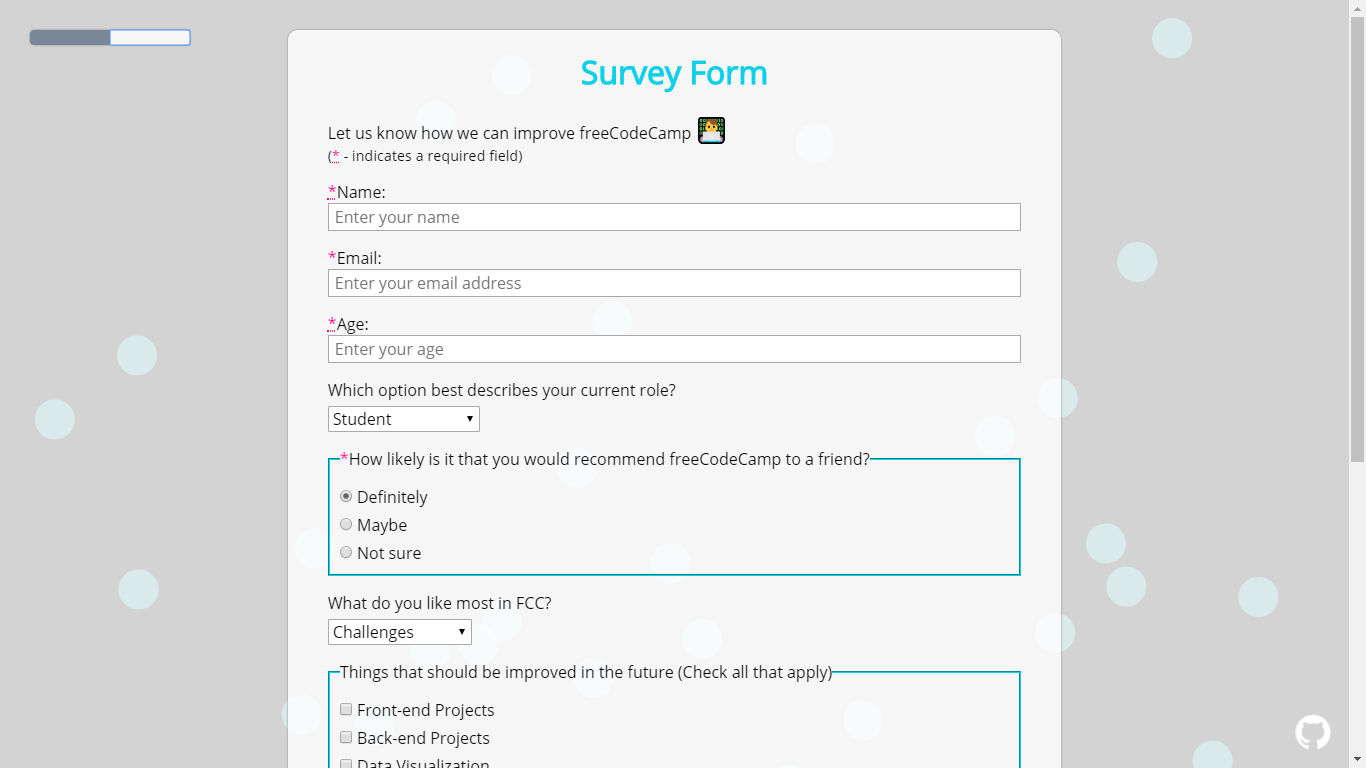 Survey Form
Let us know how we can improve freeCodeCamp
(* - indicates a required field)
*Name:
Enter your name
*Email:
Enter your email address
*Age:
Enter your age
Which option best describes your current role?
Student
*How likely is it that you would recommend freeCodeCamp to a friend?
Definitely
Maybe
Not sure
What do you like most in FCC?
Challenges
Things that should be improved in the future (Check all that apply)
Front-end Projects
Back-end Projects
Data Visualization